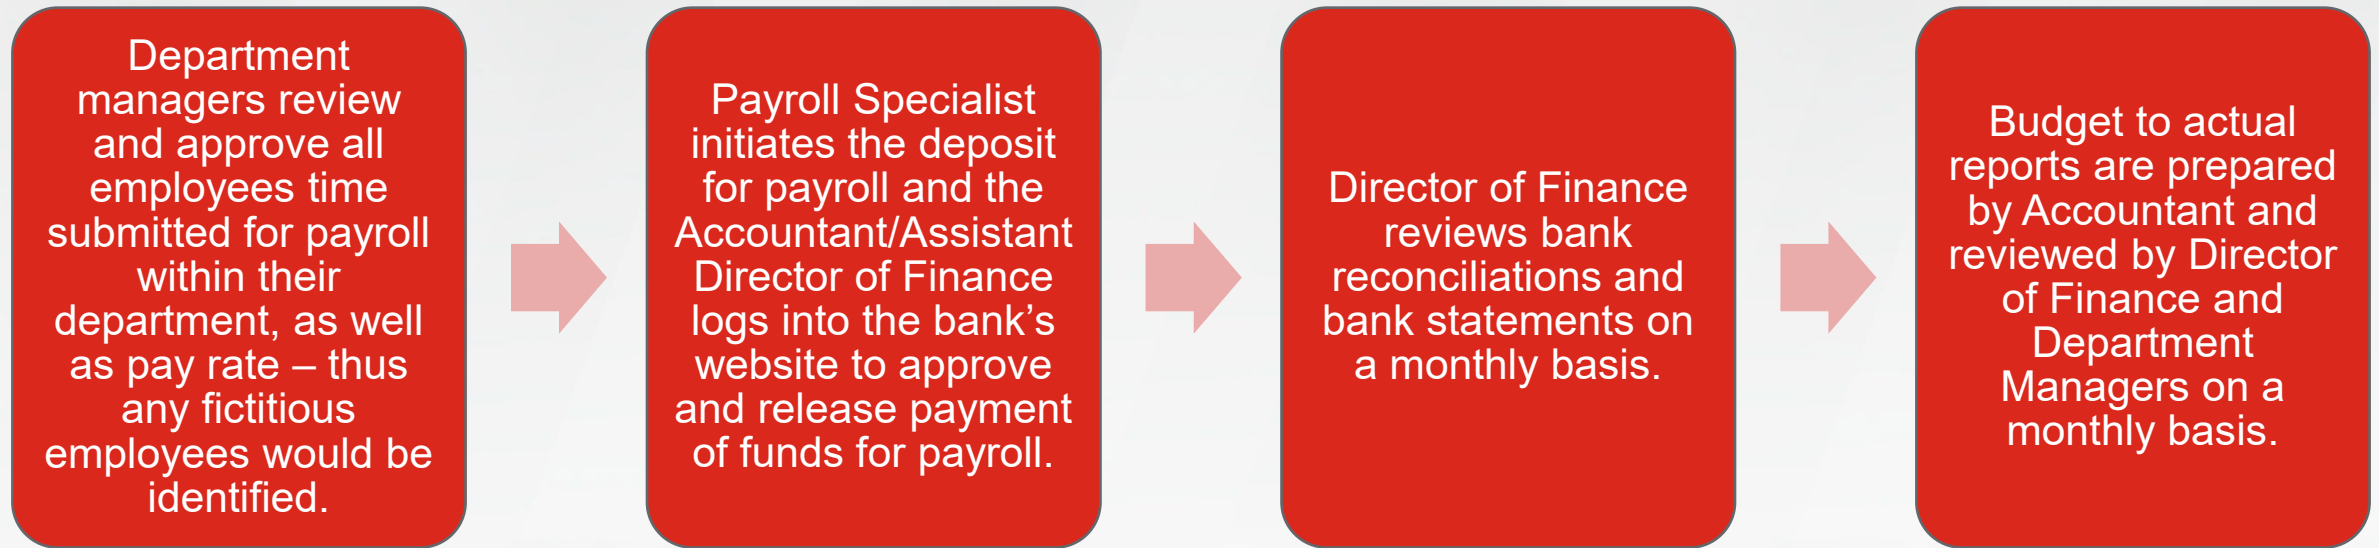 Department
managers review
and approve all
employees time
submitted for payroll
within their
department, as well
as pay rate – thus
any fictitious
employees would be
identified.
Payroll Specialist
initiates the deposit
for payroll and the
Accountant/Assistant
Director of Finance
logs into the bank’s
website to approve
and release payment
of funds for payroll.
Director of Finance
reviews bank
reconciliations and
bank statements on
a monthly basis.
Budget to actual
reports are prepared
by Accountant and
reviewed by Director
of Finance and
Department
Managers on a
monthly basis.